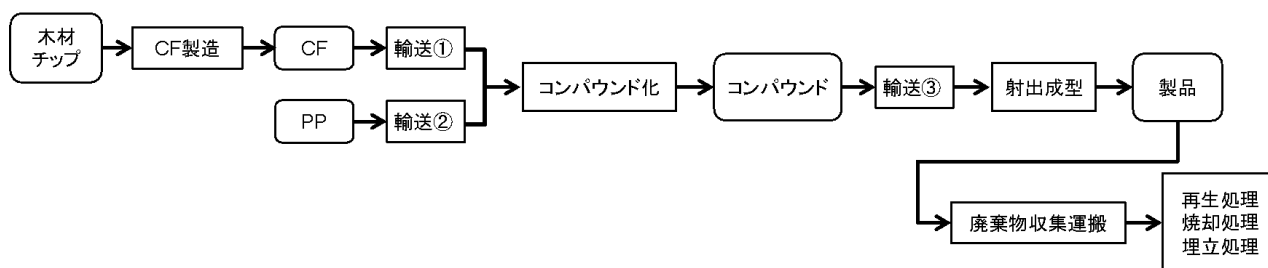 木材
チップ
CF製造
CF
輸送①
PP
輸送②
コンパウンド化
コンパウンド
輸送③
射出成型
製品
廃棄物収集運搬
再生処理
焼却処理
埋立処理